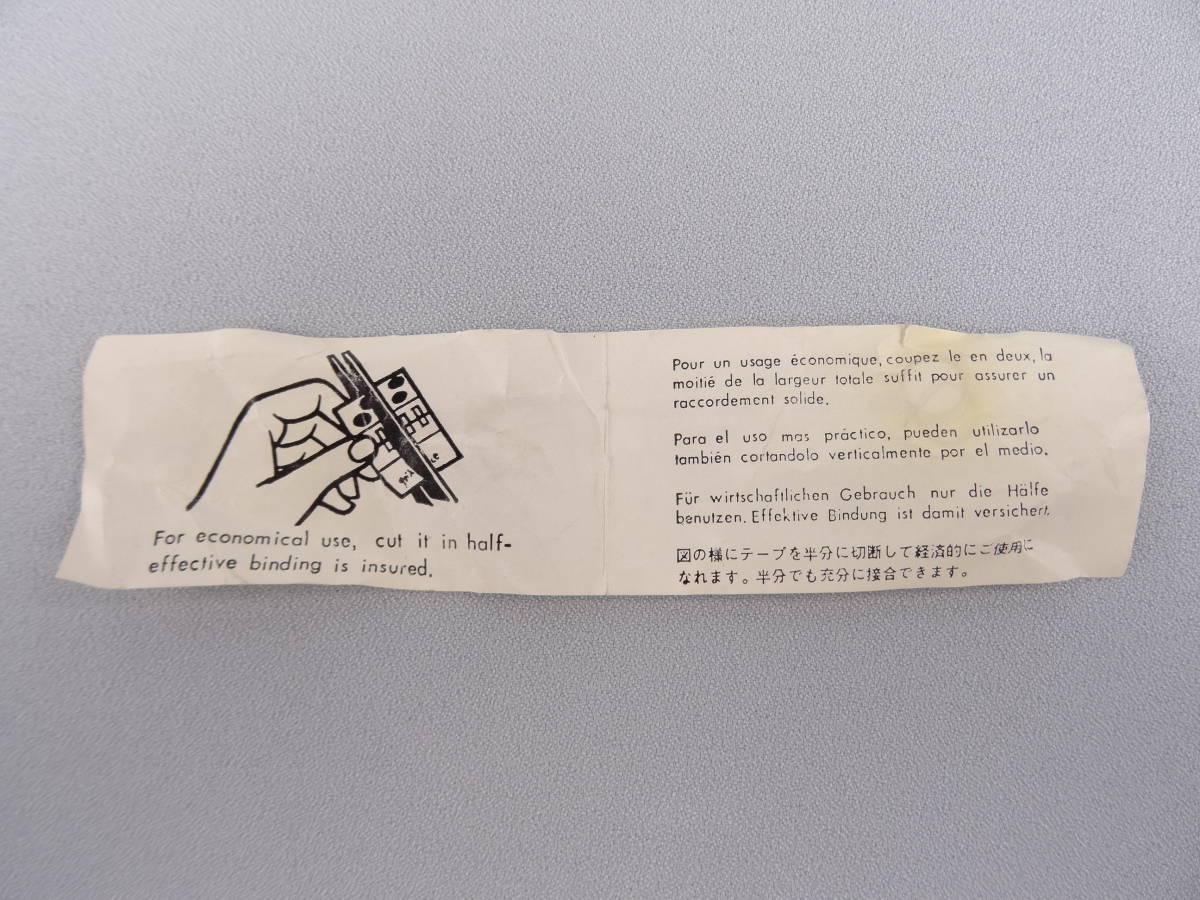 For economical use, cut it in half-
effective binding is insured.
Pour un usage économique, coupez le en deux, la
moitié de la largeur totale suffit pour assurer un
raccordement solide.
Para el uso mas práctico, pueden utilizarlo
también cortandolo verticalmente por el medio.
Für wirtschaftlichen Gebrauch nur die Hälfe
benutzen. Effektive Bindung ist damit versichert.
図の様にテープを半分に切断して経済的にご使用に
なれます。半分でも充分に接合できます。